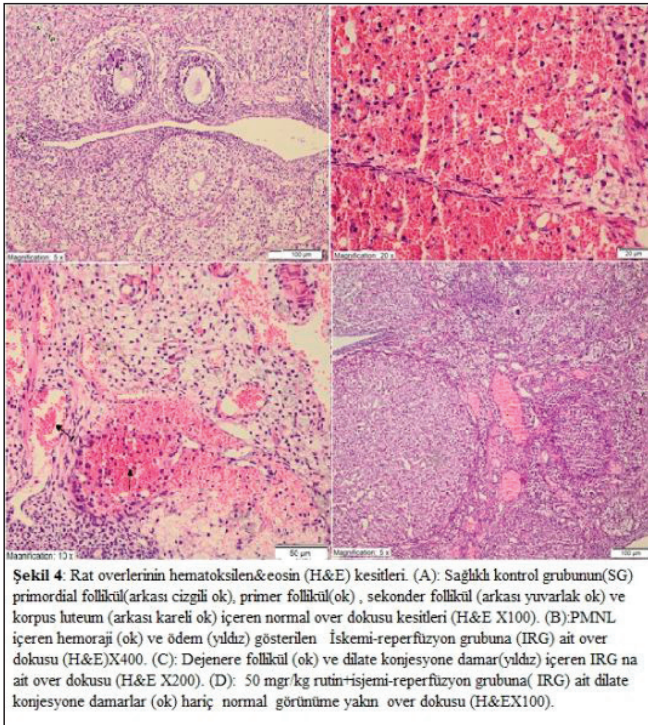 Magnification: 5 x
100 µm
Magnification: 20 x
20 µm
Magnification: 10 x
50 µm
Magnification: 5 x
100 µm
Şekil 4: Rat overlerinin hematoksilen&eosin (H&E) kesitleri. (A): Sağlıklı kontrol grubunun(SG)
primordial follikül(arkası cizgili ok), primer follikül(ok) , sekonder follikül (arkası yuvarlak ok) ve
korpus luteum (arkası kareli ok) içeren normal over dokusu kesitleri (H&E X100). (B):PMNL
içeren hemoraji (ok) ve ödem (yıldız) gösterilen İskemi-reperfüzyon grubuna (IRG) ait over
dokusu (H&E)X400. (C): Dejenere follikül (ok) ve dilate konjesyone damar(yıldız) içeren IRG na
ait over dokusu (H&E X200). (D): 50 mgr/kg rutin+isjemi-reperfüzyon grubuna( IRG) ait dilate
konjesyone damarlar (ok) hariç normal görünüme yakın over dokusu (H&EX100).